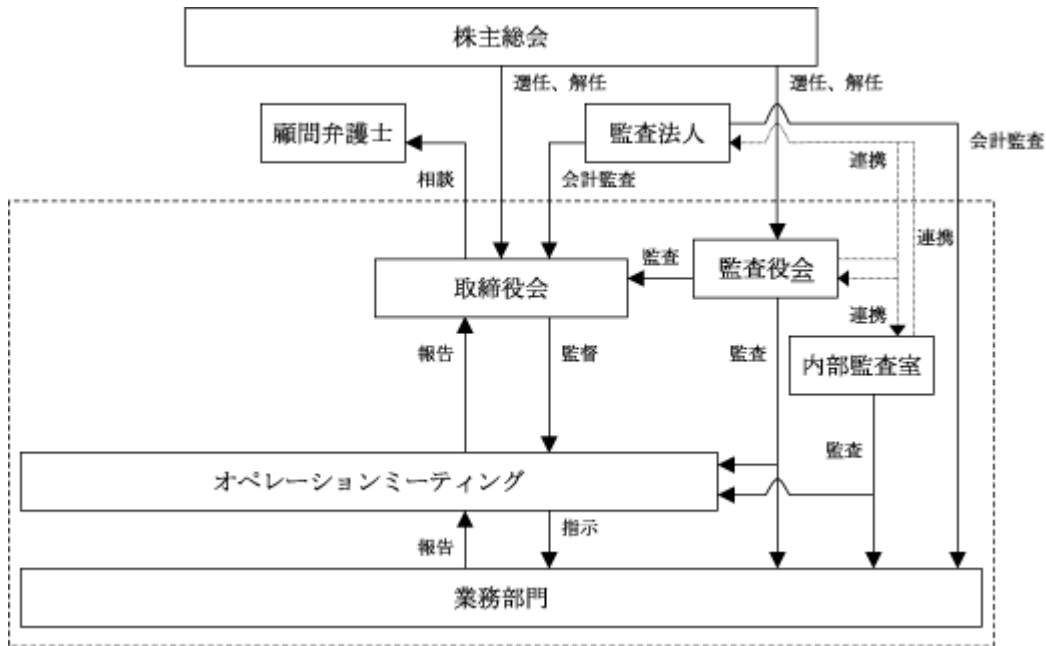 株主総会
選任、解任
選任、解任
顧問弁護士
監査法人
会計監査
相談
会計監査
連携
連携
監査
監査役会
取締役会
連携
報告
監督
監査
内部監査室
監査
オペレーションミーティング
報告
指示
業務部門